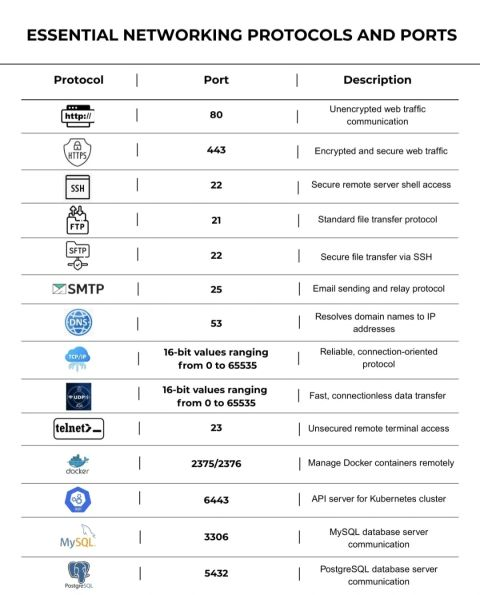 ESSENTIAL NETWORKING PROTOCOLS AND PORTS
Protocol | Port | Description
http:// | 80 | Unencrypted web traffic
communication
HTTPS | 443 | Encrypted and secure web traffic
SSH | 22 | Secure remote server shell access
FTP | 21 | Standard file transfer protocol
SFTP | 22 | Secure file transfer via SSH
SMTP | 25 | Email sending and relay protocol
DNS | 53 | Resolves domain names to IP
addresses
TCP/IP | 16-bit values ranging
from 0 to 65535 | Reliable, connection-oriented
protocol
UDP | 16-bit values ranging
from 0 to 65535 | Fast, connectionless data transfer
telnet | 23 | Unsecured remote terminal access
docker | 2375/2376 | Manage Docker containers remotely
6443 | API server for Kubernetes cluster
MySQL | 3306 | MySQL database server
communication
PostgreSQL | 5432 | PostgreSQL database server
communication